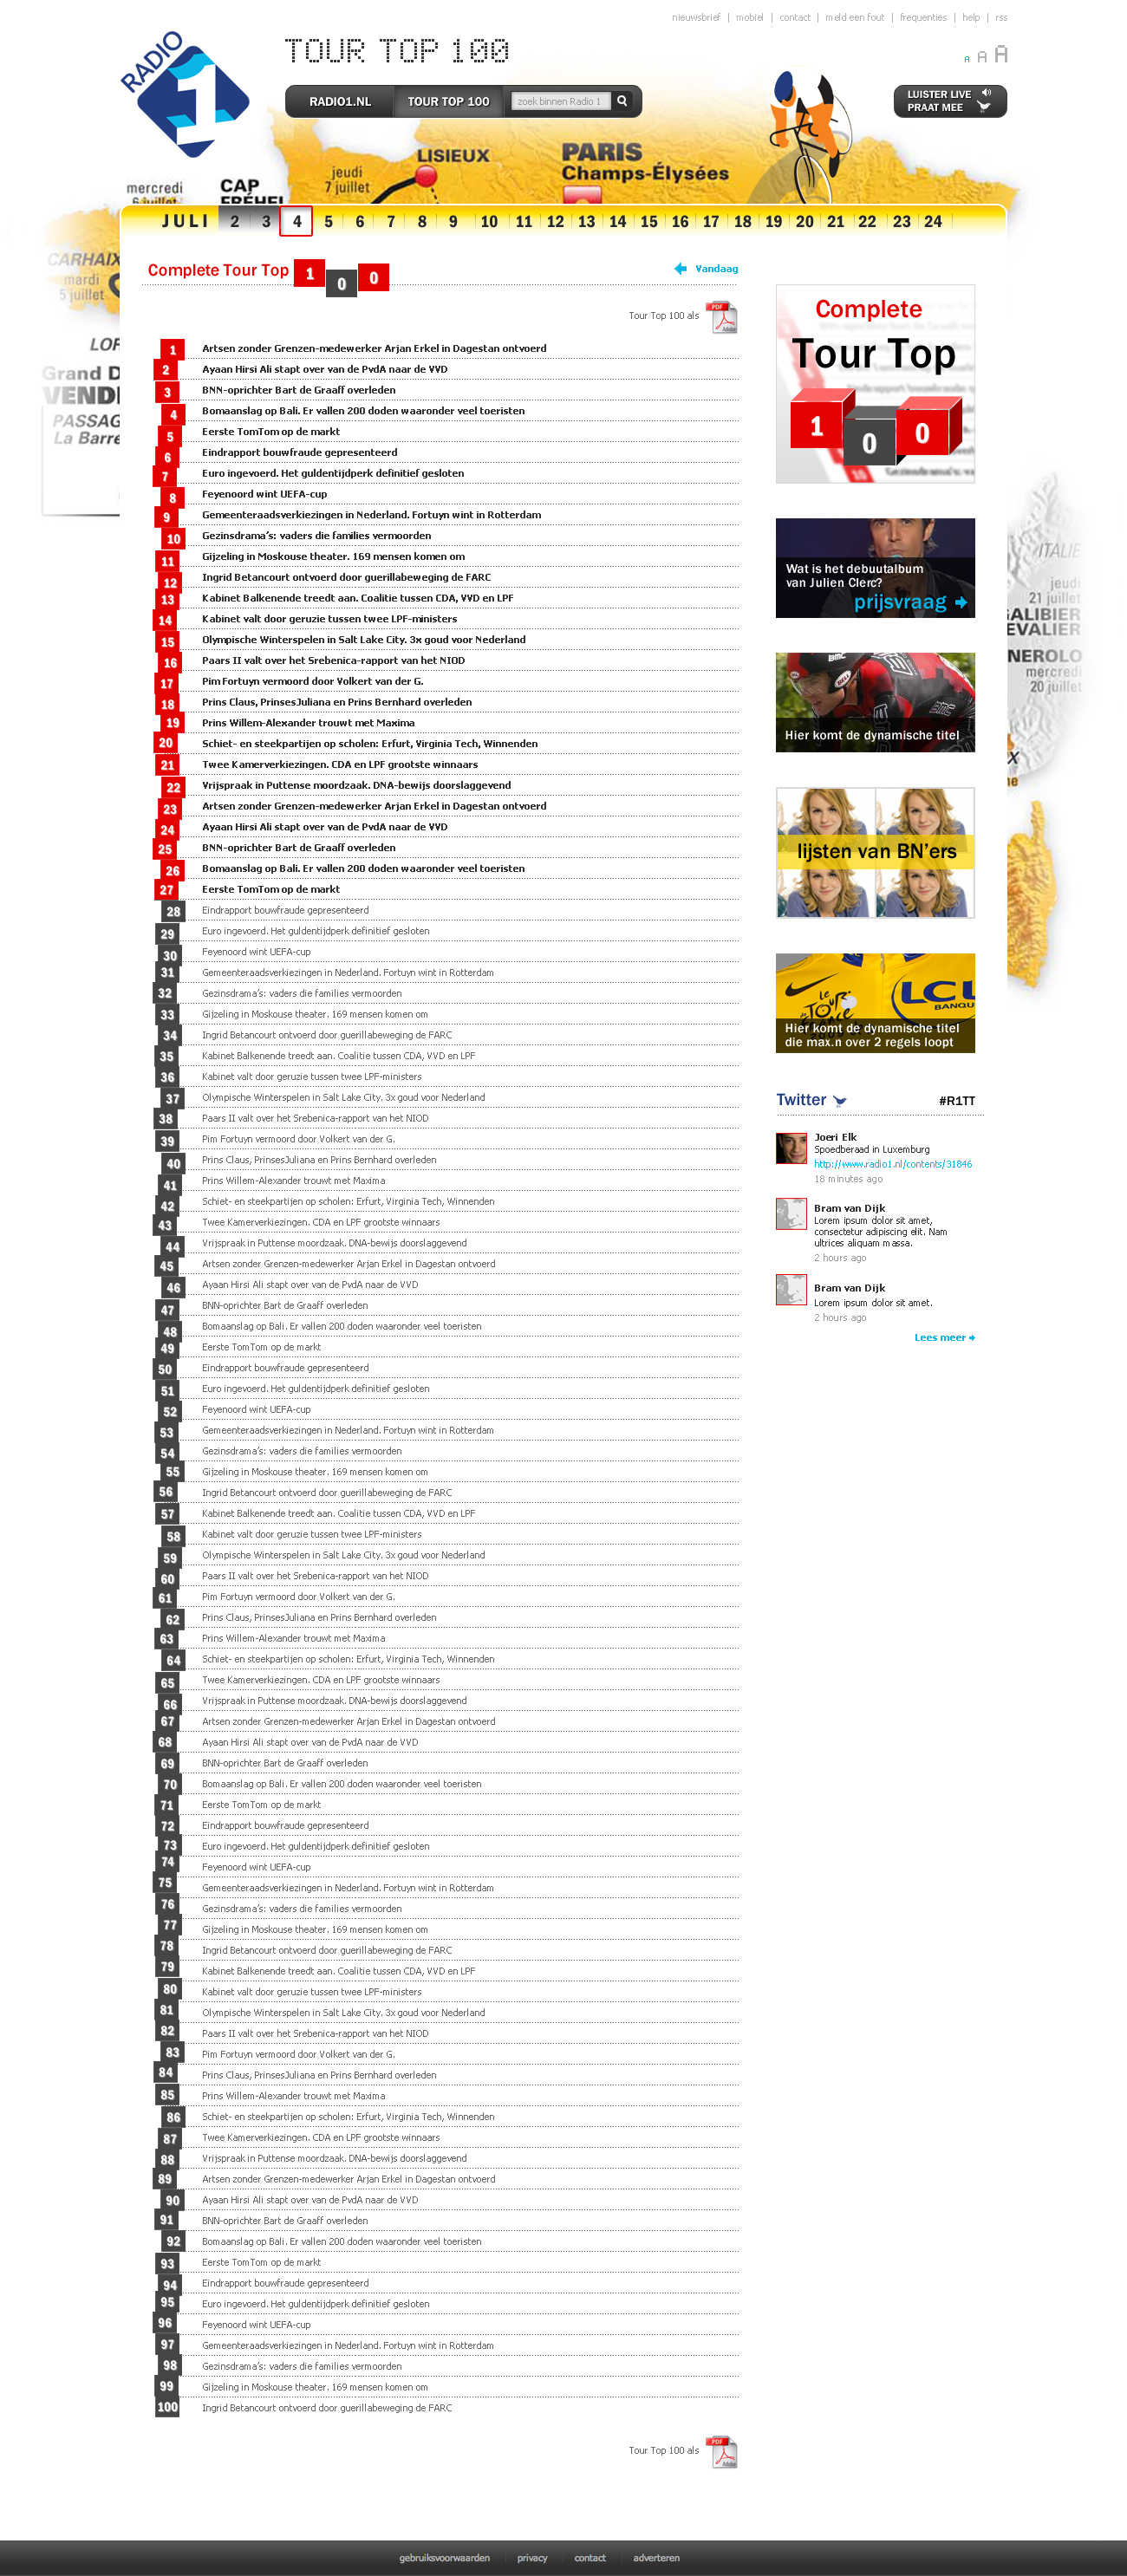 nieuwsbrief | mobiel | contact | meld een fout | frequenties | help | rss
TOUR TOP 100
A A A
RADIO 1
RADIO1.NL TOUR TOP 100 zoek binnen Radio 1
LUISTER LIVE
PRAAT MEE
LISIEUX
PARIS
Champs-Élysées
jeudi
7 juillet
mercredi
6 juillet
CAP
FRÉHEL
JULI 2 3 4 5 6 7 8 9 10 11 12 13 14 15 16 17 18 19 20 21 22 23 24
CARHAIX
mardi
5 juillet
LOR
Grand D
VENDE
PASSAG
La Barre
Complete Tour Top 1 0 0
Vandaag
Tour Top 100 als PDF Adobe
1 Artsen zonder Grenzen-medewerker Arjan Erkel in Dagestan ontvoerd
2 Ayaan Hirsi Ali stapt over van de PvdA naar de VVD
3 BNN-oprichter Bart de Graaff overleden
4 Bomaanslag op Bali. Er vallen 200 doden waaronder veel toeristen
5 Eerste TomTom op de markt
6 Eindrapport bouwfraude gepresenteerd
7 Euro ingevoerd. Het guldentijdperk definitief gesloten
8 Feyenoord wint UEFA-cup
9 Gemeenteraadsverkiezingen in Nederland. Fortuyn wint in Rotterdam
10 Gezinsdrama's: vaders die families vermoorden
11 Gijzeling in Moskouse theater. 169 mensen komen om
12 Ingrid Betancourt ontvoerd door guerillabeweging de FARC
13 Kabinet Balkenende treedt aan. Coalitie tussen CDA, VVD en LPF
14 Kabinet valt door geruzie tussen twee LPF-ministers
15 Olympische Winterspelen in Salt Lake City. 3x goud voor Nederland
16 Paars II valt over het Srebenica-rapport van het NIOD
17 Pim Fortuyn vermoord door Volkert van der G.
18 Prins Claus, PrinsesJuliana en Prins Bernhard overleden
19 Prins Willem-Alexander trouwt met Maxima
20 Schiet- en steekpartijen op scholen: Erfurt, Virginia Tech, Winnenden
21 Twee Kamerverkiezingen. CDA en LPF grootste winnaars
22 Vrijspraak in Puttense moordzaak. DNA-bewijs doorslaggevend
23 Artsen zonder Grenzen-medewerker Arjan Erkel in Dagestan ontvoerd
24 Ayaan Hirsi Ali stapt over van de PvdA naar de VVD
25 BNN-oprichter Bart de Graaff overleden
26 Bomaanslag op Bali. Er vallen 200 doden waaronder veel toeristen
27 Eerste TomTom op de markt
28 Eindrapport bouwfraude gepresenteerd
29 Euro ingevoerd. Het guldentijdperk definitief gesloten
30 Feyenoord wint UEFA-cup
31 Gemeenteraadsverkiezingen in Nederland. Fortuyn wint in Rotterdam
32 Gezinsdrama's: vaders die families vermoorden
33 Gijzeling in Moskouse theater. 169 mensen komen om
34 Ingrid Betancourt ontvoerd door guerillabeweging de FARC
35 Kabinet Balkenende treedt aan. Coalitie tussen CDA, VVD en LPF
36 Kabinet valt door geruzie tussen twee LPF-ministers
37 Olympische Winterspelen in Salt Lake City. 3x goud voor Nederland
38 Paars II valt over het Srebenica-rapport van het NIOD
39 Pim Fortuyn vermoord door Volkert van der G.
40 Prins Claus, PrinsesJuliana en Prins Bernhard overleden
41 Prins Willem-Alexander trouwt met Maxima
42 Schiet- en steekpartijen op scholen: Erfurt, Virginia Tech, Winnenden
43 Twee Kamerverkiezingen. CDA en LPF grootste winnaars
44 Vrijspraak in Puttense moordzaak. DNA-bewijs doorslaggevend
45 Artsen zonder Grenzen-medewerker Arjan Erkel in Dagestan ontvoerd
46 Ayaan Hirsi Ali stapt over van de PvdA naar de VVD
47 BNN-oprichter Bart de Graaff overleden
48 Bomaanslag op Bali. Er vallen 200 doden waaronder veel toeristen
49 Eerste TomTom op de markt
50 Eindrapport bouwfraude gepresenteerd
51 Euro ingevoerd. Het guldentijdperk definitief gesloten
52 Feyenoord wint UEFA-cup
53 Gemeenteraadsverkiezingen in Nederland. Fortuyn wint in Rotterdam
54 Gezinsdrama's: vaders die families vermoorden
55 Gijzeling in Moskouse theater. 169 mensen komen om
56 Ingrid Betancourt ontvoerd door guerillabeweging de FARC
57 Kabinet Balkenende treedt aan. Coalitie tussen CDA, VVD en LPF
58 Kabinet valt door geruzie tussen twee LPF-ministers
59 Olympische Winterspelen in Salt Lake City. 3x goud voor Nederland
60 Paars II valt over het Srebenica-rapport van het NIOD
61 Pim Fortuyn vermoord door Volkert van der G.
62 Prins Claus, PrinsesJuliana en Prins Bernhard overleden
63 Prins Willem-Alexander trouwt met Maxima
64 Schiet- en steekpartijen op scholen: Erfurt, Virginia Tech, Winnenden
65 Twee Kamerverkiezingen. CDA en LPF grootste winnaars
66 Vrijspraak in Puttense moordzaak. DNA-bewijs doorslaggevend
67 Artsen zonder Grenzen-medewerker Arjan Erkel in Dagestan ontvoerd
68 Ayaan Hirsi Ali stapt over van de PvdA naar de VVD
69 BNN-oprichter Bart de Graaff overleden
70 Bomaanslag op Bali. Er vallen 200 doden waaronder veel toeristen
71 Eerste TomTom op de markt
72 Eindrapport bouwfraude gepresenteerd
73 Euro ingevoerd. Het guldentijdperk definitief gesloten
74 Feyenoord wint UEFA-cup
75 Gemeenteraadsverkiezingen in Nederland. Fortuyn wint in Rotterdam
76 Gezinsdrama's: vaders die families vermoorden
77 Gijzeling in Moskouse theater. 169 mensen komen om
78 Ingrid Betancourt ontvoerd door guerillabeweging de FARC
79 Kabinet Balkenende treedt aan. Coalitie tussen CDA, VVD en LPF
80 Kabinet valt door geruzie tussen twee LPF-ministers
81 Olympische Winterspelen in Salt Lake City. 3x goud voor Nederland
82 Paars II valt over het Srebenica-rapport van het NIOD
83 Pim Fortuyn vermoord door Volkert van der G.
84 Prins Claus, PrinsesJuliana en Prins Bernhard overleden
85 Prins Willem-Alexander trouwt met Maxima
86 Schiet- en steekpartijen op scholen: Erfurt, Virginia Tech, Winnenden
87 Twee Kamerverkiezingen. CDA en LPF grootste winnaars
88 Vrijspraak in Puttense moordzaak. DNA-bewijs doorslaggevend
89 Artsen zonder Grenzen-medewerker Arjan Erkel in Dagestan ontvoerd
90 Ayaan Hirsi Ali stapt over van de PvdA naar de VVD
91 BNN-oprichter Bart de Graaff overleden
92 Bomaanslag op Bali. Er vallen 200 doden waaronder veel toeristen
93 Eerste TomTom op de markt
94 Eindrapport bouwfraude gepresenteerd
95 Euro ingevoerd. Het guldentijdperk definitief gesloten
96 Feyenoord wint UEFA-cup
97 Gemeenteraadsverkiezingen in Nederland. Fortuyn wint in Rotterdam
98 Gezinsdrama's: vaders die families vermoorden
99 Gijzeling in Moskouse theater. 169 mensen komen om
100 Ingrid Betancourt ontvoerd door guerillabeweging de FARC
Tour Top 100 als PDF Adobe
Complete
Tour Top
1 0 0
Wat is het debuutalbum
van Julien Clerc?
prijsvraag
BMC
BELL
Hier komt de dynamische titel
lijsten van BN'ers
LE TOUR DE FRANCE
LCL
BANQU
Hier komt de dynamische titel
die max.n over 2 regels loopt
Twitter #R1TT
Joeri Elk
Spoedberaad in Luxemburg
http://www.radio1.nl/contents/31846
18 minutes ago
Bram van Dijk
Lorem ipsum dolor sit amet,
consectetur adipiscing elit. Nam
ultrices aliquam massa.
2 hours ago
Bram van Dijk
Lorem ipsum dolor sit amet.
2 hours ago
Lees meer
ITALIE
jeudi
21 juillet
GALIBIER
EVALIER
NEROLO
mercredi
20 juillet
gebruiksvoorwaarden privacy contact adverteren